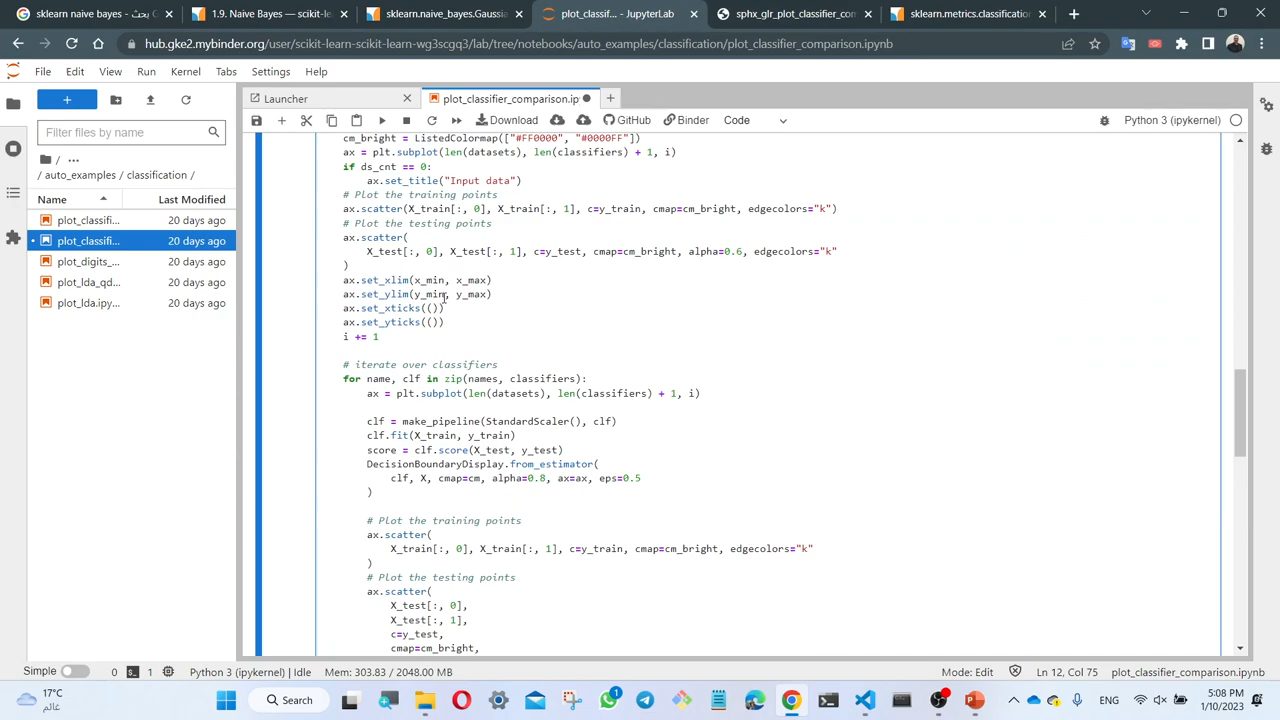 sklearn naive bayes - بحث G
1.9. Naive Bayes — scikit-lear
sklearn.naive_bayes.Gaussian
plot_classif... - JupyterLab
sphx_glr_plot_classifier_com
sklearn.metrics.classification
hub.gke2.mybinder.org/user/scikit-learn-scikit-learn-wg3scgq3/lab/tree/notebooks/auto_examples/classification/plot_classifier_comparison.ipynb
File Edit View Run Kernel Tabs Settings Help
Launcher
plot_classifier_comparison.ip
Download GitHub Binder Code Python 3 (ipykernel)
Filter files by name
/ ...
/ auto_examples / classification /
Name Last Modified
plot_classifi... 20 days ago
plot_classifi... 20 days ago
plot_digits_... 20 days ago
plot_lda_qd... 20 days ago
plot_lda.ipy... 20 days ago
cm_bright = ListedColormap(["#FF0000", "#0000FF"])
ax = plt.subplot(len(datasets), len(classifiers) + 1, i)
if ds_cnt == 0:
ax.set_title("Input data")
# Plot the training points
ax.scatter(X_train[:, 0], X_train[:, 1], c=y_train, cmap=cm_bright, edgecolors="k")
# Plot the testing points
ax.scatter(
X_test[:, 0], X_test[:, 1], c=y_test, cmap=cm_bright, alpha=0.6, edgecolors="k"
)
ax.set_xlim(x_min, x_max)
ax.set_ylim(y_min, y_max)
ax.set_xticks(())
ax.set_yticks(())
i += 1
# iterate over classifiers
for name, clf in zip(names, classifiers):
ax = plt.subplot(len(datasets), len(classifiers) + 1, i)
clf = make_pipeline(StandardScaler(), clf)
clf.fit(X_train, y_train)
score = clf.score(X_test, y_test)
DecisionBoundaryDisplay.from_estimator(
clf, X, cmap=cm, alpha=0.8, ax=ax, eps=0.5
)
# Plot the training points
ax.scatter(
X_train[:, 0], X_train[:, 1], c=y_train, cmap=cm_bright, edgecolors="k"
)
# Plot the testing points
ax.scatter(
X_test[:, 0],
X_test[:, 1],
c=y_test,
cmap=cm_bright,
Simple 0 1 Python 3 (ipykernel) | Idle Mem: 303.83 / 2048.00 MB Mode: Edit Ln 12, Col 75 plot_classifier_comparison.ipynb
17°C
غائم
Search
1
5:08 PM
1/10/2023